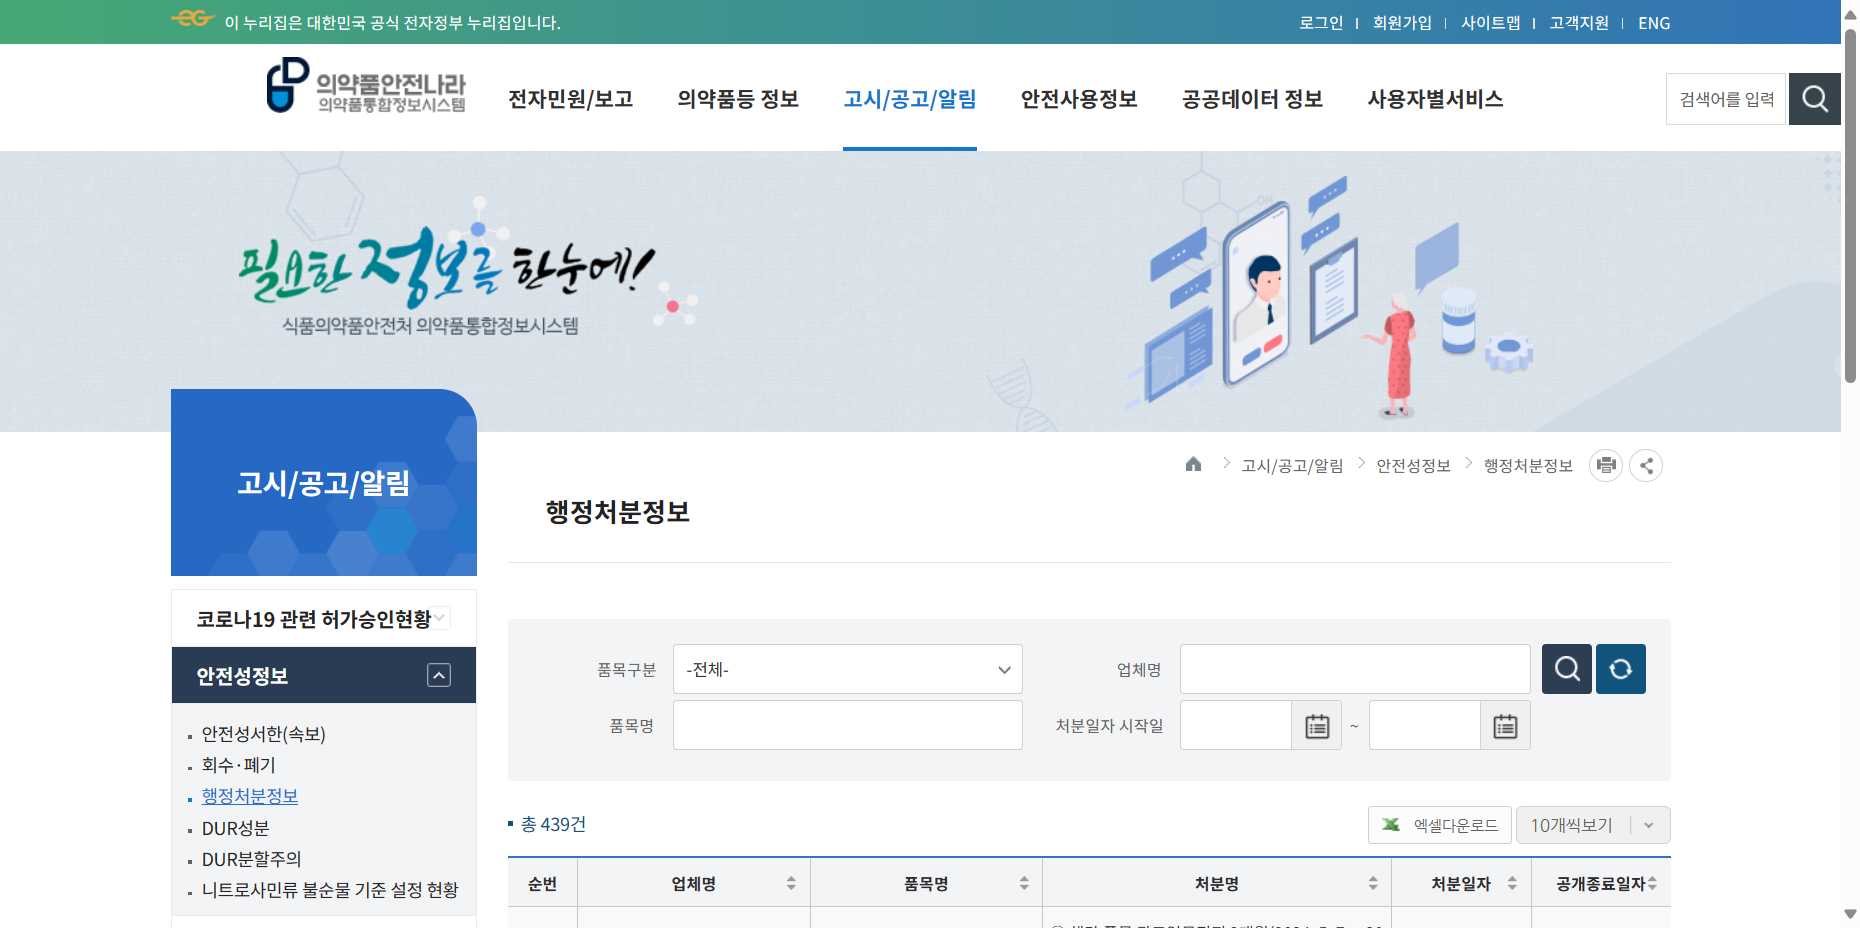 이 누리집은 대한민국 공식 전자정부 누리집입니다.
로그인 회원가입 사이트맵 고객지원 ENG
의약품안전나라
의약품통합정보시스템
전자민원/보고 의약품등 정보 고시/공고/알림 안전사용정보 공공데이터 정보 사용자별서비스
검색어를 입력
필요한 정보를 한눈에!
식품의약품안전처 의약품통합정보시스템
고시/공고/알림
고시/공고/알림 안전성정보 행정처분정보
행정처분정보
코로나19 관련 허가승인현황
안전성정보
안전성서한(속보)
회수·폐기
행정처분정보
DUR성분
DUR분할주의
니트로사민류 불순물 기준 설정 현황
품목구분 -전체- 업체명
품목명 처분일자 시작일 ~
총 439건
엑셀다운로드 10개씩보기
순번 업체명 품목명 처분명 처분일자 공개종료일자